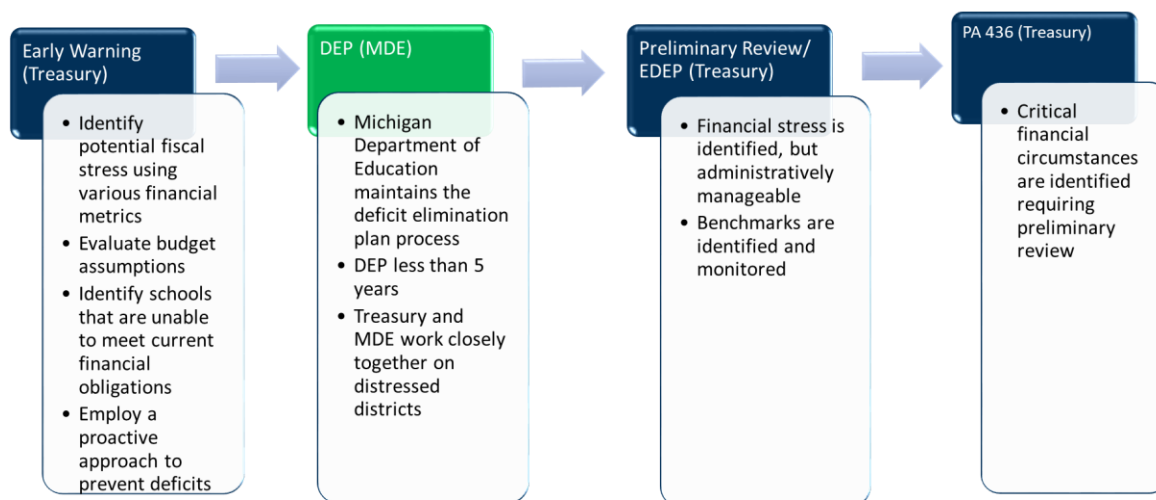 Early Warning
(Treasury)
• Identify
potential fiscal
stress using
various financial
metrics
• Evaluate budget
assumptions
• Identify schools
that are unable
to meet current
financial
obligations
• Employ a
proactive
approach to
prevent deficits
DEP (MDE)
• Michigan
Department of
Education
maintains the
deficit elimination
plan process
• DEP less than 5
years
• Treasury and
MDE work closely
together on
distressed
districts
Preliminary Review/
EDEP (Treasury)
• Financial stress is
identified, but
administratively
manageable
• Benchmarks are
identified and
monitored
PA 436 (Treasury)
• Critical
financial
circumstances
are identified
requiring
preliminary
review